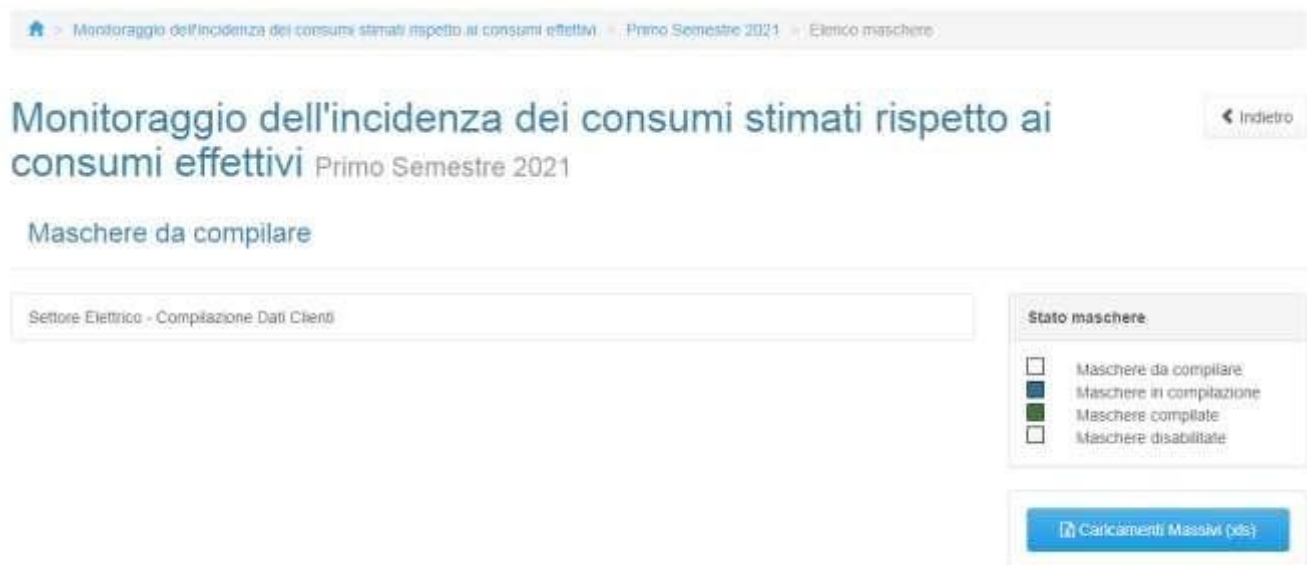 > Monitoraggio dell'incidenza dei consumi stimati rispetto ai consumi effettivi > Primo Semestre 2021 > Elenco maschere
Monitoraggio dell'incidenza dei consumi stimati rispetto ai
consumi effettivi Primo Semestre 2021
Indietro
Maschere da compilare
Settore Elettrico - Compilazione Dati Clienti
Stato maschere
Maschere da compilare
Maschere in compilazione
Maschere compilate
Maschere disabilitate
Caricamenti Massivi (xls)